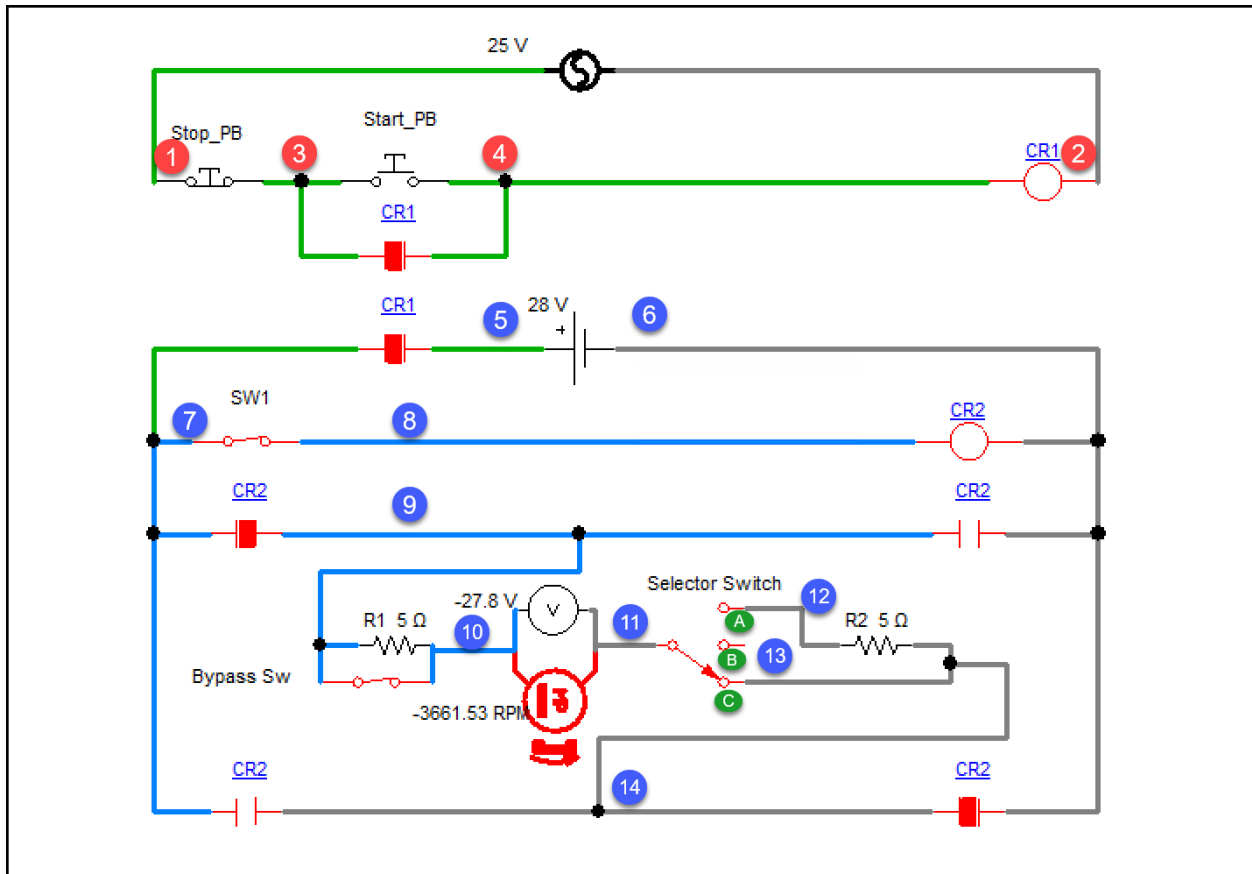 25 V
Stop_PB
Start_PB
1
3
4
CR1
2
CR1
CR1
28 V
5
+
6
SW1
7
8
CR2
CR2
9
CR2
Selector Switch
-27.8 V
V
12
A
R1 5 Ω
10
11
R2 5 Ω
B
13
Bypass Sw
C
-3661.53 RPM
CR2
14
CR2